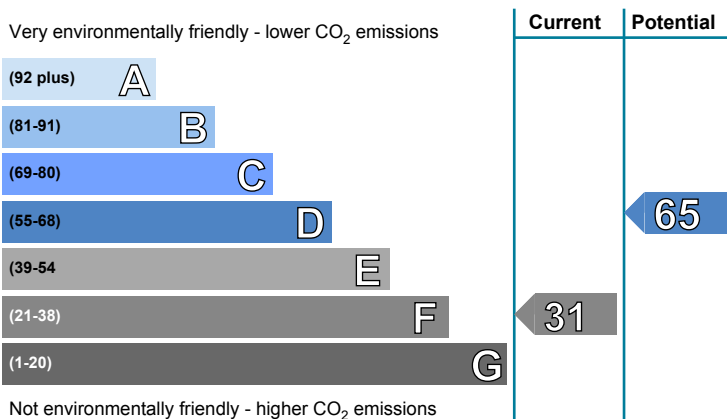 Current Potential
Very environmentally friendly - lower CO2 emissions
(92 plus) A
(81-91) B
(69-80) C
(55-68) D
65
(39-54 E
(21-38) F
31
(1-20) G
Not environmentally friendly - higher CO2 emissions